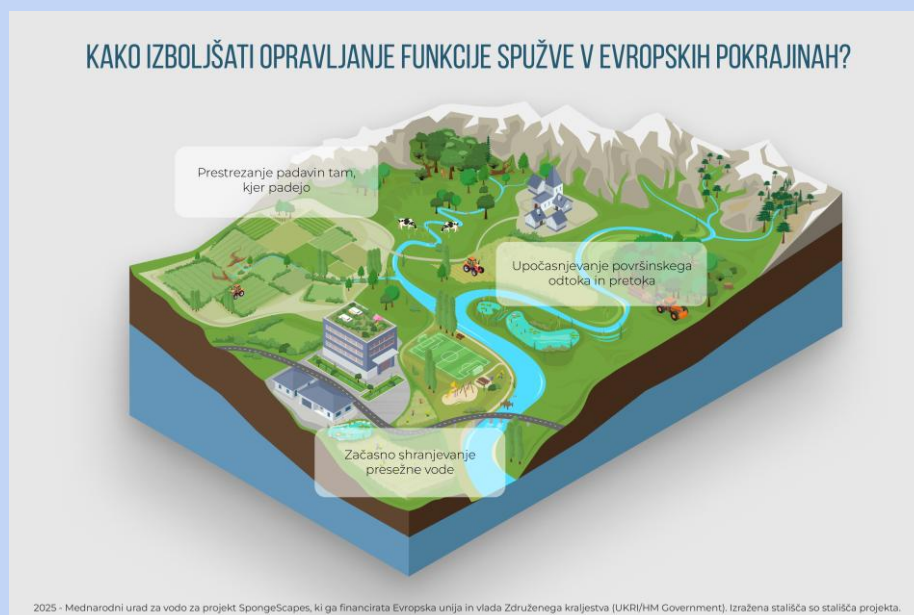 KAKO IZBOLJŠATI OPRAVLJANJE FUNKCIJE SPUŽVE V EVROPSKIH POKRAJINAH?
Prestrezanje padavin tam,
kjer padejo
Upočasnjevanje površinskega
odtoka in pretoka
Začasno shranjevanje
presežne vode
2025 - Mednarodni urad za vodo za projekt SpongeScapes, ki ga financirata Evropska unija in vlada Združenega kraljestva (UKRI/HM Government). Izražena stališča so stališča projekta.